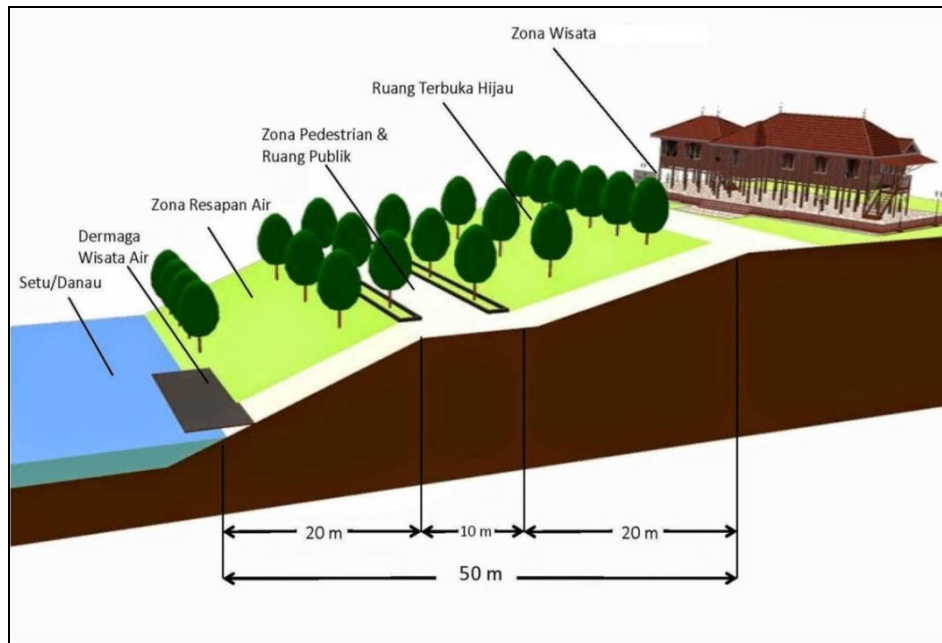 Zona Wisata
Ruang Terbuka Hijau
Zona Pedestrian &
Ruang Publik
Zona Resapan Air
Dermaga
Wisata Air
Setu/Danau
20 m
10 m
20 m
50 m